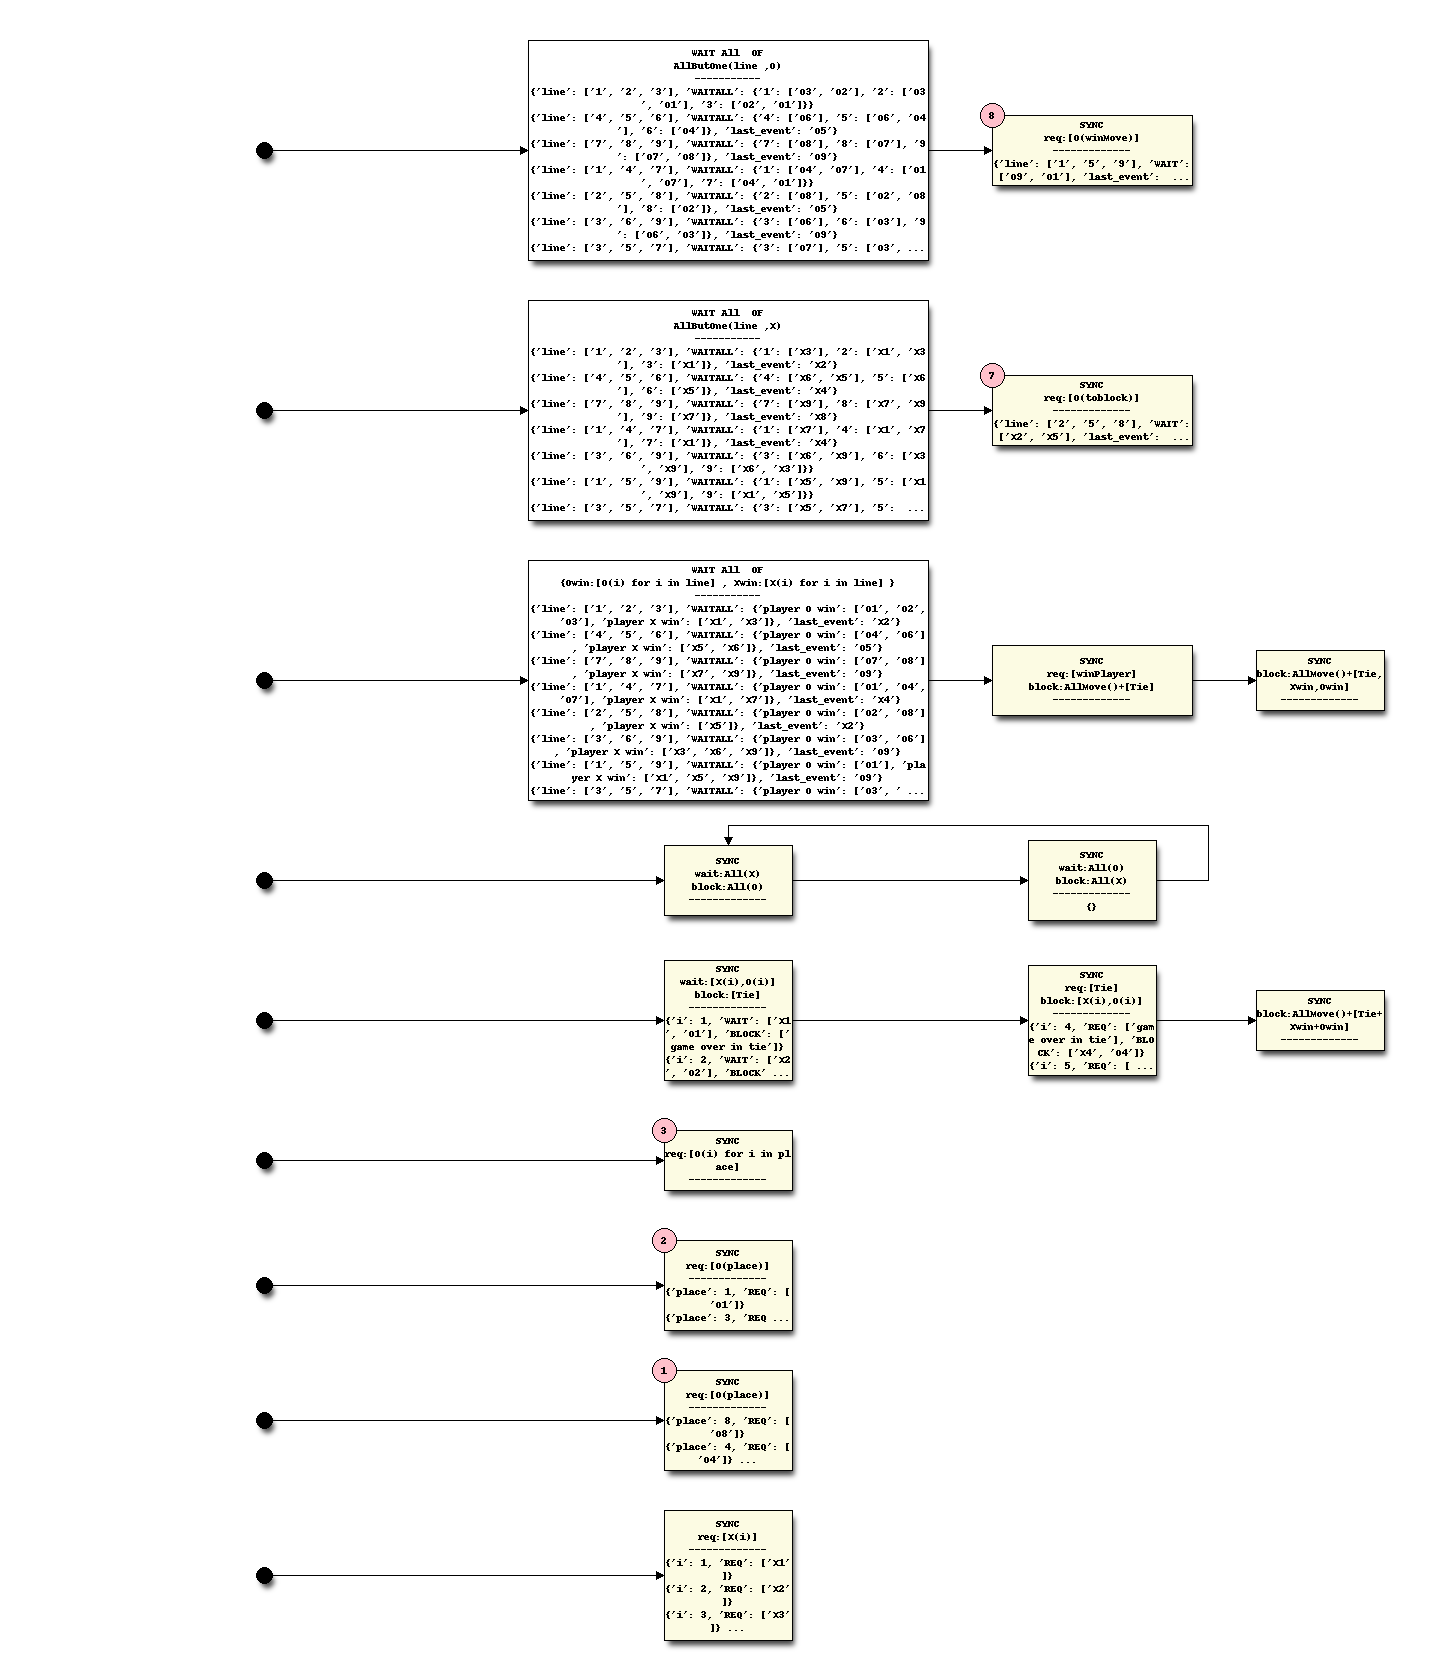 WAIT All  OF
AllButOne(line ,O)
-----------
{'line': ['1', '2', '3'], 'WAITALL': {'1': ['O3', 'O2'], '2': ['O3
', 'O1'], '3': ['O2', 'O1']}}
{'line': ['4', '5', '6'], 'WAITALL': {'4': ['O6'], '5': ['O6', 'O4
'], '6': ['O4']}, 'last_event': 'O5'}
{'line': ['7', '8', '9'], 'WAITALL': {'7': ['O8'], '8': ['O7'], '9
': ['O7', 'O8']}, 'last_event': 'O9'}
{'line': ['1', '4', '7'], 'WAITALL': {'1': ['O4', 'O7'], '4': ['O1
', 'O7'], '7': ['O4', 'O1']}}
{'line': ['2', '5', '8'], 'WAITALL': {'2': ['O8'], '5': ['O2', 'O8
'], '8': ['O2']}, 'last_event': 'O5'}
{'line': ['3', '6', '9'], 'WAITALL': {'3': ['O6'], '6': ['O3'], '9
': ['O6', 'O3']}, 'last_event': 'O9'}
{'line': ['3', '5', '7'], 'WAITALL': {'3': ['O7'], '5': ['O3', ...
8
SYNC
req:[O(winMove)]
-------------
{'line': ['1', '5', '9'], 'WAIT':
['O9', 'O1'], 'last_event':  ...
WAIT All  OF
AllButOne(line ,X)
-----------
{'line': ['1', '2', '3'], 'WAITALL': {'1': ['X3'], '2': ['X1', 'X3
'], '3': ['X1']}, 'last_event': 'X2'}
{'line': ['4', '5', '6'], 'WAITALL': {'4': ['X6', 'X5'], '5': ['X6
'], '6': ['X5']}, 'last_event': 'X4'}
{'line': ['7', '8', '9'], 'WAITALL': {'7': ['X9'], '8': ['X7', 'X9
'], '9': ['X7']}, 'last_event': 'X8'}
{'line': ['1', '4', '7'], 'WAITALL': {'1': ['X7'], '4': ['X1', 'X7
'], '7': ['X1']}, 'last_event': 'X4'}
{'line': ['3', '6', '9'], 'WAITALL': {'3': ['X6', 'X9'], '6': ['X3
', 'X9'], '9': ['X6', 'X3']}}
{'line': ['1', '5', '9'], 'WAITALL': {'1': ['X5', 'X9'], '5': ['X1
', 'X9'], '9': ['X1', 'X5']}}
{'line': ['3', '5', '7'], 'WAITALL': {'3': ['X5', 'X7'], '5':  ...
7
SYNC
req:[O(toblock)]
-------------
{'line': ['2', '5', '8'], 'WAIT':
['X2', 'X5'], 'last_event':  ...
WAIT All  OF
{Owin:[O(i) for i in line] , Xwin:[X(i) for i in line] }
-----------
{'line': ['1', '2', '3'], 'WAITALL': {'player O win': ['O1', 'O2',
'O3'], 'player X win': ['X1', 'X3']}, 'last_event': 'X2'}
{'line': ['4', '5', '6'], 'WAITALL': {'player O win': ['O4', 'O6']
, 'player X win': ['X5', 'X6']}, 'last_event': 'O5'}
{'line': ['7', '8', '9'], 'WAITALL': {'player O win': ['O7', 'O8']
, 'player X win': ['X7', 'X9']}, 'last_event': 'O9'}
{'line': ['1', '4', '7'], 'WAITALL': {'player O win': ['O1', 'O4',
'O7'], 'player X win': ['X1', 'X7']}, 'last_event': 'X4'}
{'line': ['2', '5', '8'], 'WAITALL': {'player O win': ['O2', 'O8']
, 'player X win': ['X5']}, 'last_event': 'X2'}
{'line': ['3', '6', '9'], 'WAITALL': {'player O win': ['O3', 'O6']
, 'player X win': ['X3', 'X6', 'X9']}, 'last_event': 'O9'}
{'line': ['1', '5', '9'], 'WAITALL': {'player O win': ['O1'], 'pla
yer X win': ['X1', 'X5', 'X9']}, 'last_event': 'O9'}
{'line': ['3', '5', '7'], 'WAITALL': {'player O win': ['O3', ' ...
SYNC
req:[winPlayer]
block:AllMove()+[Tie]
-------------
SYNC
block:AllMove()+[Tie,
Xwin,Owin]
-------------
SYNC
wait:All(X)
block:All(O)
-------------
SYNC
wait:All(O)
block:All(X)
-------------
{}
SYNC
wait:[X(i),O(i)]
block:[Tie]
-------------
{'i': 1, 'WAIT': ['X1
', 'O1'], 'BLOCK': ['
game over in tie']}
{'i': 2, 'WAIT': ['X2
', 'O2'], 'BLOCK' ...
SYNC
req:[Tie]
block:[X(i),O(i)]
-------------
{'i': 4, 'REQ': ['gam
e over in tie'], 'BLO
CK': ['X4', 'O4']}
{'i': 5, 'REQ': [ ...
SYNC
block:AllMove()+[Tie+
Xwin+Owin]
-------------
3
SYNC
req:[O(i) for i in pl
ace]
-------------
2
SYNC
req:[O(place)]
-------------
{'place': 1, 'REQ': [
'O1']}
{'place': 3, 'REQ ...
1
SYNC
req:[O(place)]
-------------
{'place': 8, 'REQ': [
'O8']}
{'place': 4, 'REQ': [
'O4']} ...
SYNC
req:[X(i)]
-------------
{'i': 1, 'REQ': ['X1'
]}
{'i': 2, 'REQ': ['X2'
]}
{'i': 3, 'REQ': ['X3'
]} ...